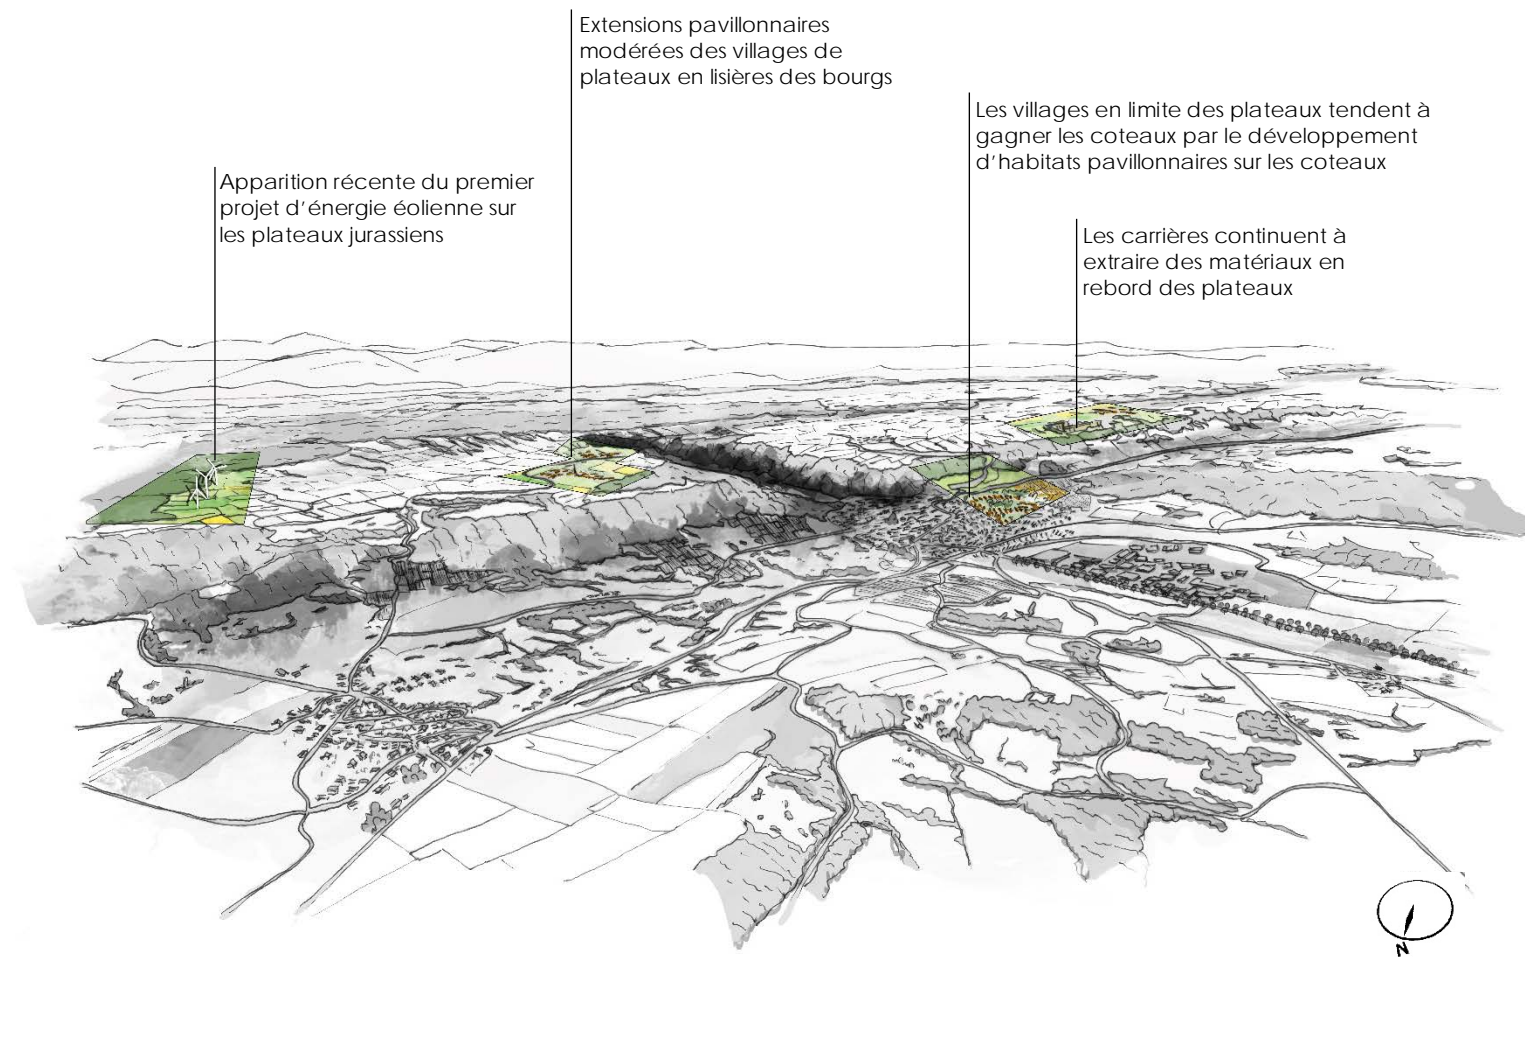 Extensions pavillonnaires
modérées des villages de
plateaux en lisières des bourgs
Les villages en limite des plateaux tendent à
gagner les coteaux par le développement
d'habitats pavillonnaires sur les coteaux
Apparition récente du premier
projet d'énergie éolienne sur
les plateaux jurassiens
Les carrières continuent à
extraire des matériaux en
rebord des plateaux
N